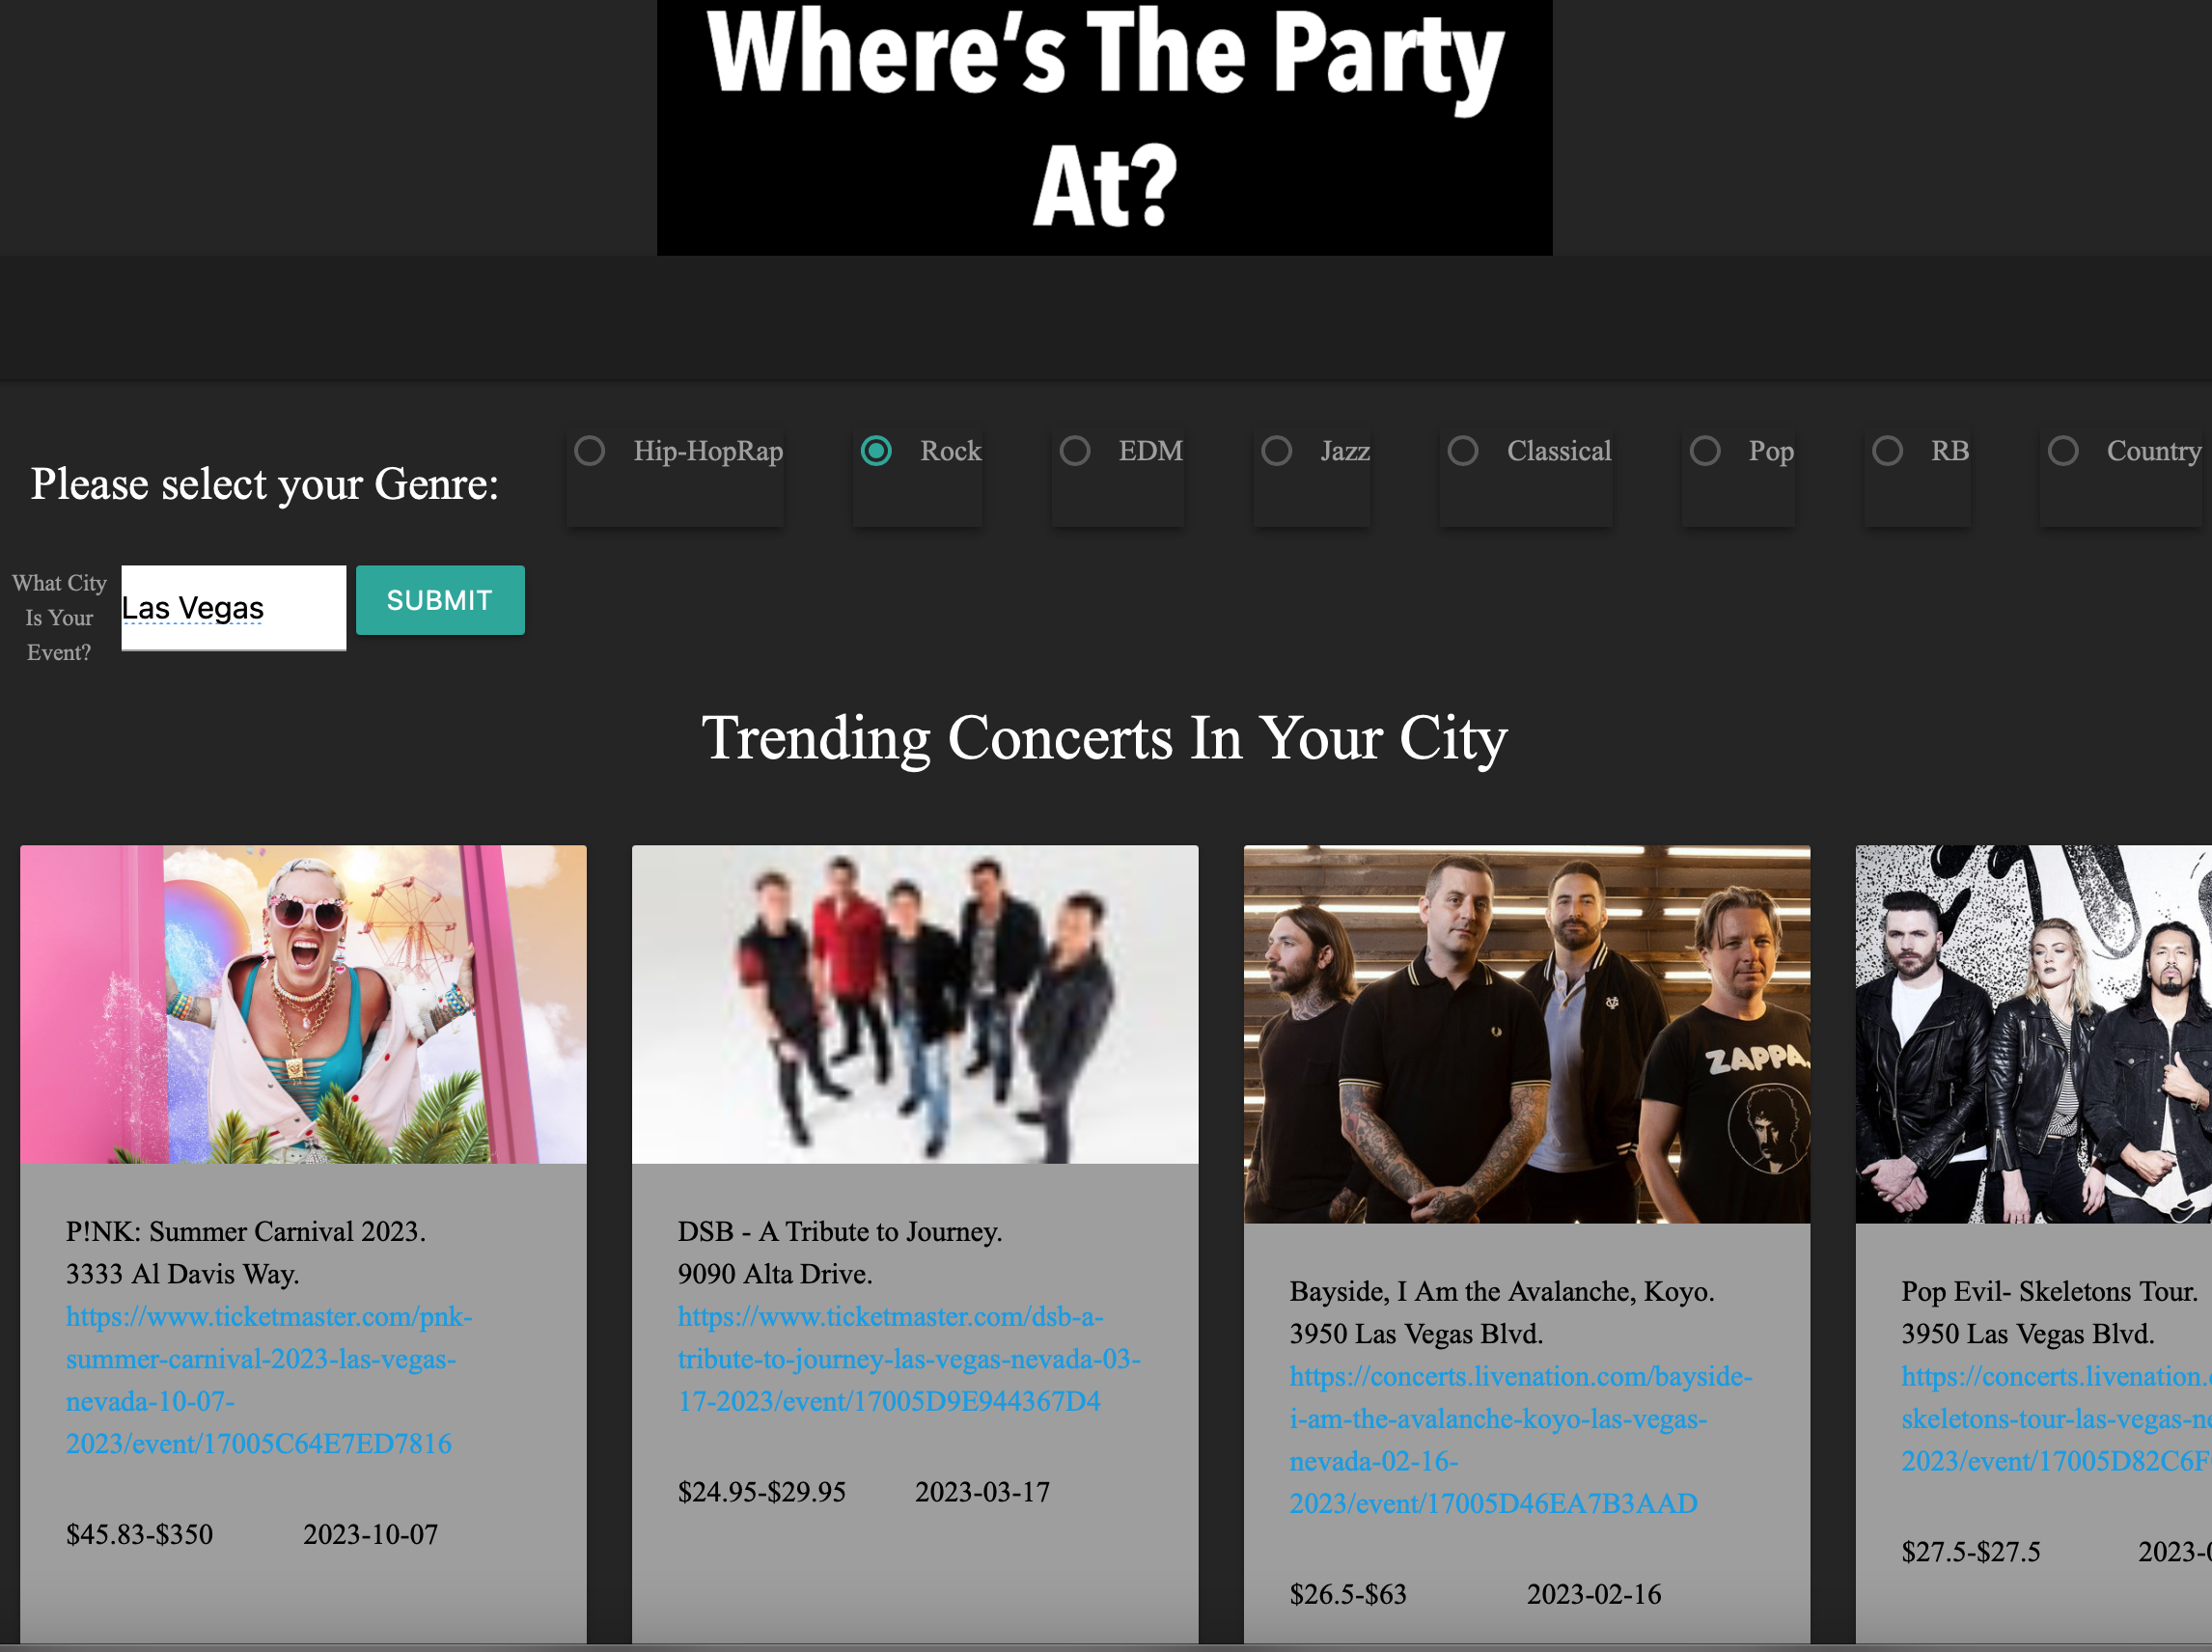 Where's The Party
At?
Please select your Genre:
Hip-HopRap
Rock
EDM
Jazz
Classical
Pop
RB
Country
What City
Is Your
Event?
Las Vegas
SUBMIT
Trending Concerts In Your City
ZAPPA
P!NK: Summer Carnival 2023.
3333 Al Davis Way.
https://www.ticketmaster.com/pnk-
summer-carnival-2023-las-vegas-
nevada-10-07-
2023/event/17005C64E7ED7816
$45.83-$350 2023-10-07
DSB - A Tribute to Journey.
9090 Alta Drive.
https://www.ticketmaster.com/dsb-a-
tribute-to-journey-las-vegas-nevada-03-
17-2023/event/17005D9E944367D4
$24.95-$29.95 2023-03-17
Bayside, I Am the Avalanche, Koyo.
3950 Las Vegas Blvd.
https://concerts.livenation.com/bayside-
i-am-the-avalanche-koyo-las-vegas-
nevada-02-16-
2023/event/17005D46EA7B3AAD
$26.5-$63 2023-02-16
Pop Evil- Skeletons Tour.
3950 Las Vegas Blvd.
https://concerts.livenation.
skeletons-tour-las-vegas-ne
2023/event/17005D82C6F
$27.5-$27.5 2023-0